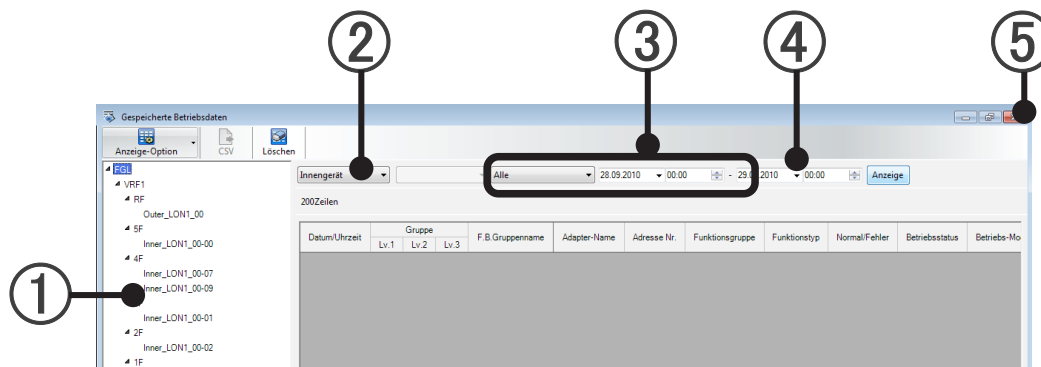 ② ③ ④ ⑤
Gespeicherte Betriebsdaten
Anzeige-Option CSV Löschen
FGL
VRF1
RF
Outer_LON1_00
5F
Inner_LON1_00-00
4F
Inner_LON1_00-07
Inner_LON1_00-09
Inner_LON1_00-01
2F
Inner_LON1_00-02
1F
①
Innengerät Alle 28.09.2010 00:00 - 29. 2010 00:00 Anzeige
200Zeilen
Datum/Uhrzeit Gruppe F.B.Gruppenname Adapter-Name Adresse Nr. Funktionsgruppe Funktionstyp Normal/Fehler Betriebsstatus Betriebs-Mo
Lv.1 Lv.2 Lv.3